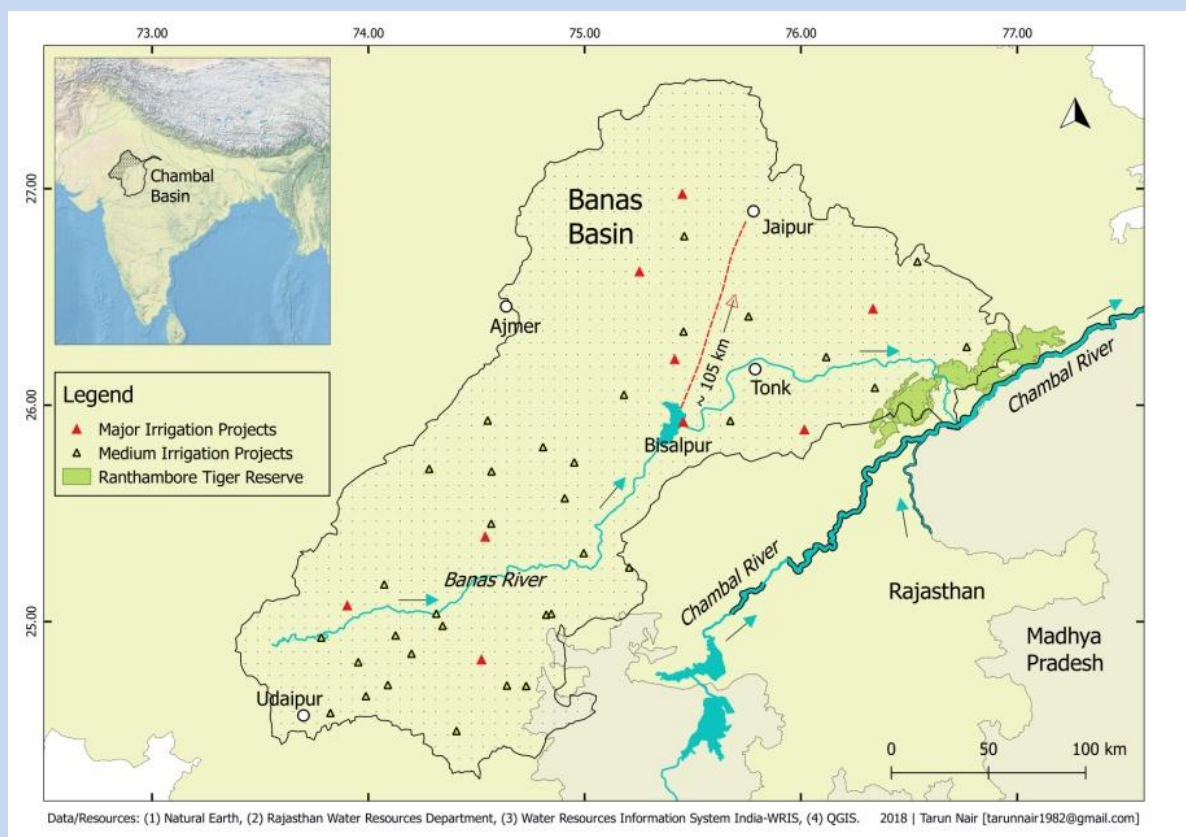 73.00
74.00
75.00
76.00
77.00
27.00
26.00
25.00
Chambal
Basin
Banas
Basin
Jaipur
Ajmer
~ 105 km
Tonk
Chambal River
Bisalpur
Legend
Major Irrigation Projects
Medium Irrigation Projects
Ranthambore Tiger Reserve
Banas River
Chambal River
Rajasthan
Madhya
Pradesh
Udaipur
0 50 100 km
Data/Resources: (1) Natural Earth, (2) Rajasthan Water Resources Department, (3) Water Resources Information System India-WRIS, (4) QGIS. 2018 | Tarun Nair [tarunnair1982@gmail.com]